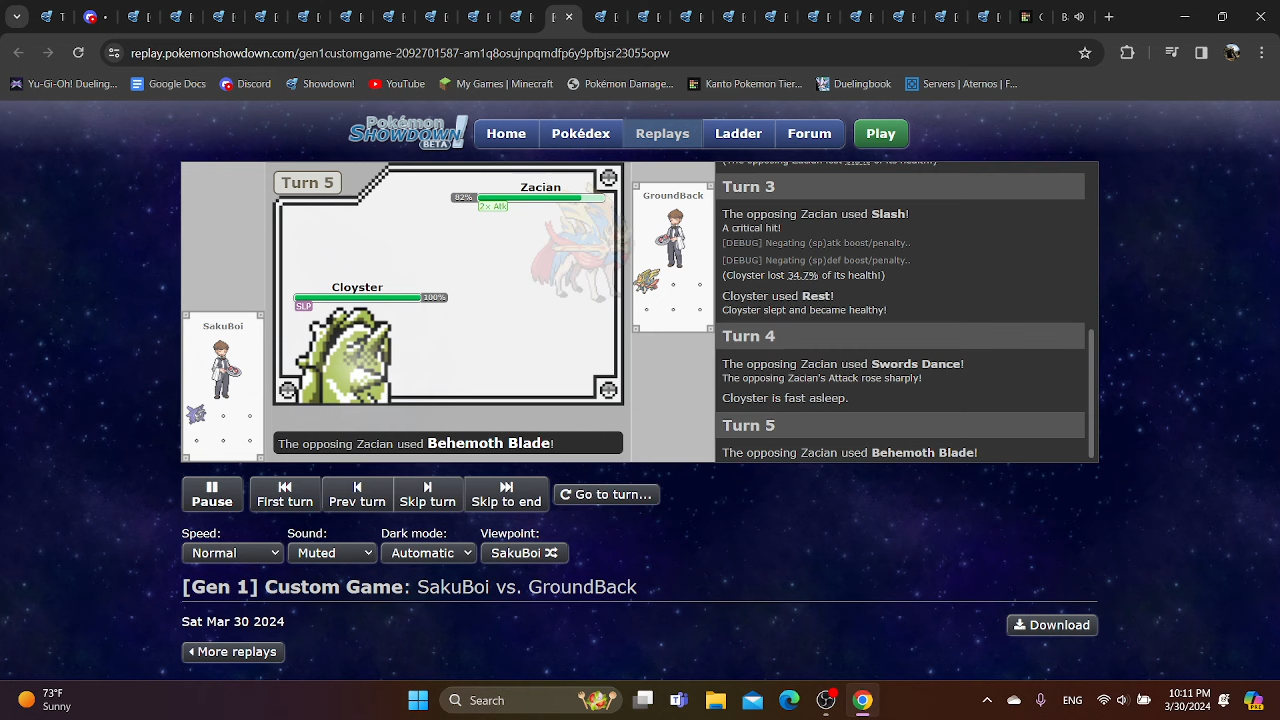 replay.pokemonshowdown.com/gen1customgame-2092701587-am1q8osujnpqmdfp6y9pfbjsr23055opw
Yu-Gi-Oh! Dueling... Google Docs Discord Showdown! YouTube My Games | Minecraft Pokémon Damage... Kanto Pokemon Tier... Duelingbook Servers | Aternos | F...
Pokémon SHOWDOWN! BETA Home Pokédex Replays Ladder Forum Play
Turn 5
Zacian
82%
2× Atk
Cloyster
100%
SLP
SakuBoi
GroundBack
The opposing Zacian used Behemoth Blade!
Turn 3
The opposing Zacian used Slash!
A critical hit!
[DEBUG] Negating (sp)atk boost/penalty..
[DEBUG] Negating (sp)def boost/penalty..
(Cloyster lost 34.7% of its health!)
Cloyster used Rest!
Cloyster slept and became healthy!
Turn 4
The opposing Zacian used Swords Dance!
The opposing Zacian's Attack rose sharply!
Cloyster is fast asleep.
Turn 5
The opposing Zacian used Behemoth Blade!
Pause First turn Prev turn Skip turn Skip to end Go to turn...
Speed: Sound: Dark mode: Viewpoint:
Normal Muted Automatic SakuBoi
[Gen 1] Custom Game: SakuBoi vs. GroundBack
Sat Mar 30 2024
Download
More replays
73°F
Sunny
Search
ENG
10:11 PM
3/30/2024
PRE